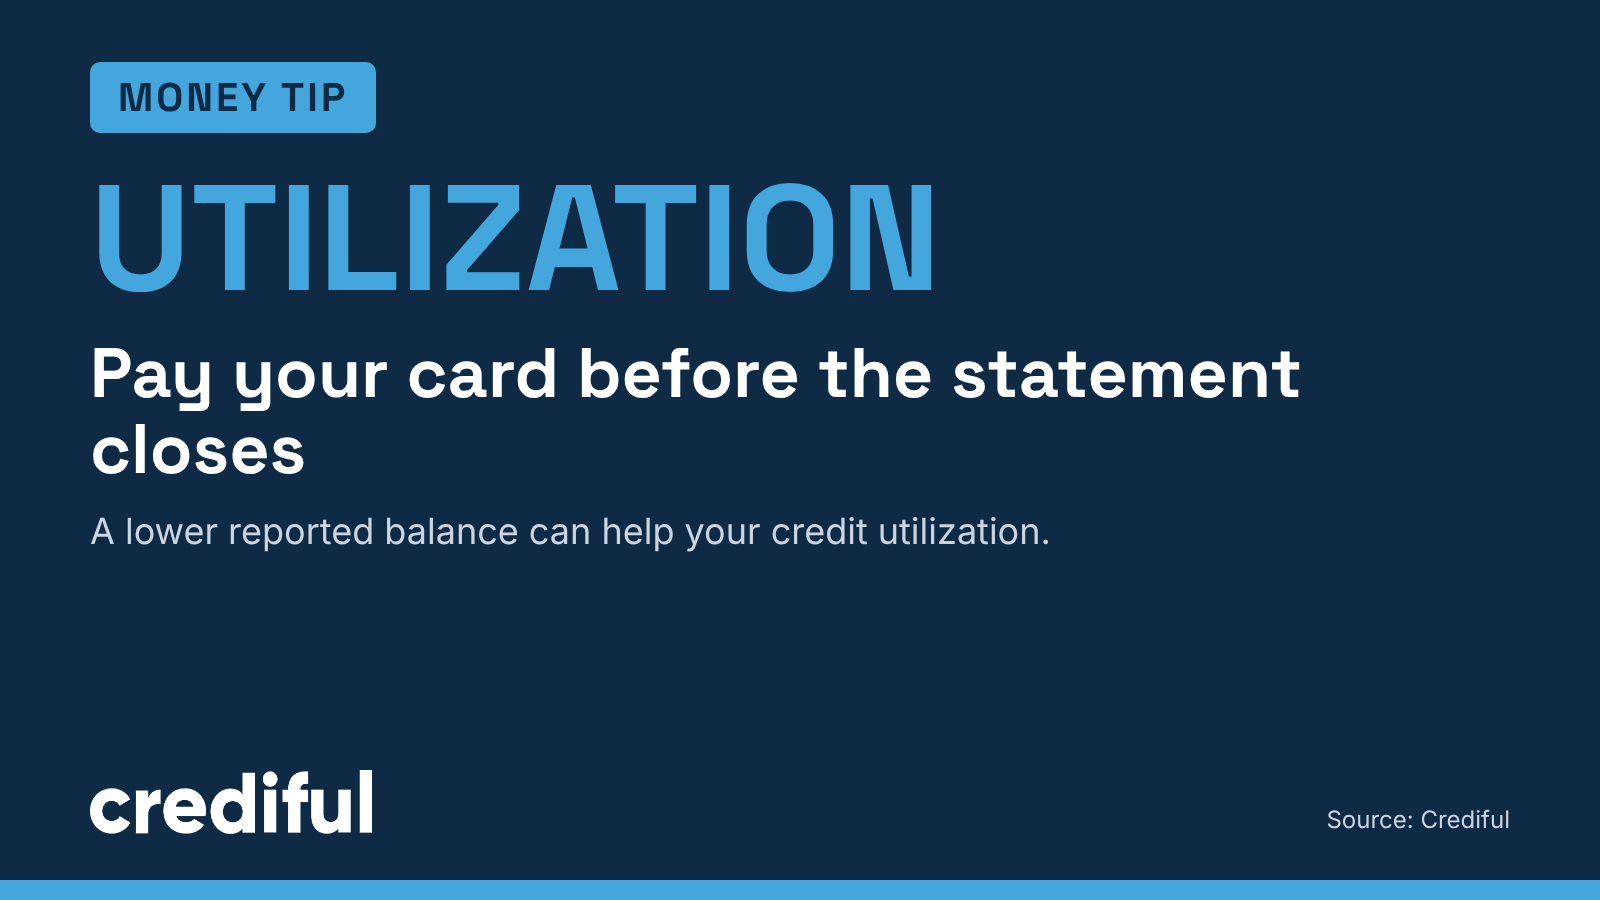 MONEY TIP
UTILIZATION
Pay your card before the statement
closes
A lower reported balance can help your credit utilization.
crediful
Source: Crediful